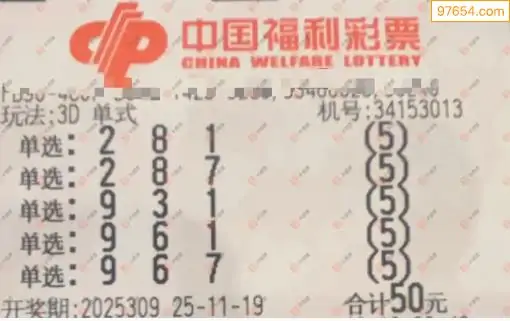 97654.com
中国福利彩票
CHINA WELFARE LOTTERY
玩法:3D 单式 机号:34153013
单选:2 8 1 (5)
单选:2 8 7 (5)
单选:9 3 1 (5)
单选:9 6 1 (5)
单选:9 6 7 (5)
开奖期:2025309 25-11-19 合计50元